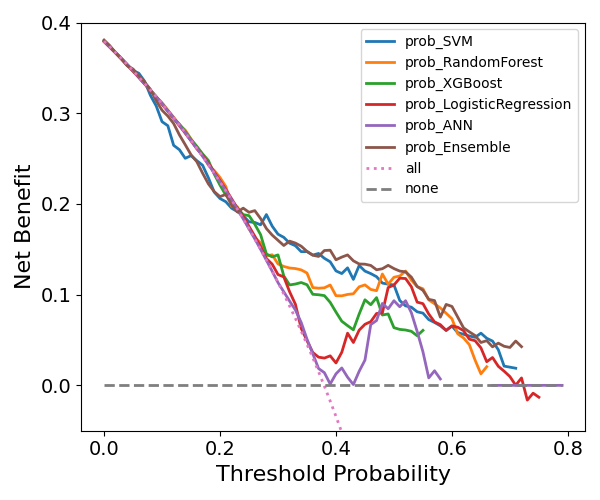 0.4
0.3
0.2
0.1
0.0
Net Benefit
prob_SVM
prob_RandomForest
prob_XGBoost
prob_LogisticRegression
prob_ANN
prob_Ensemble
all
none
0.0 0.2 0.4 0.6 0.8
Threshold Probability